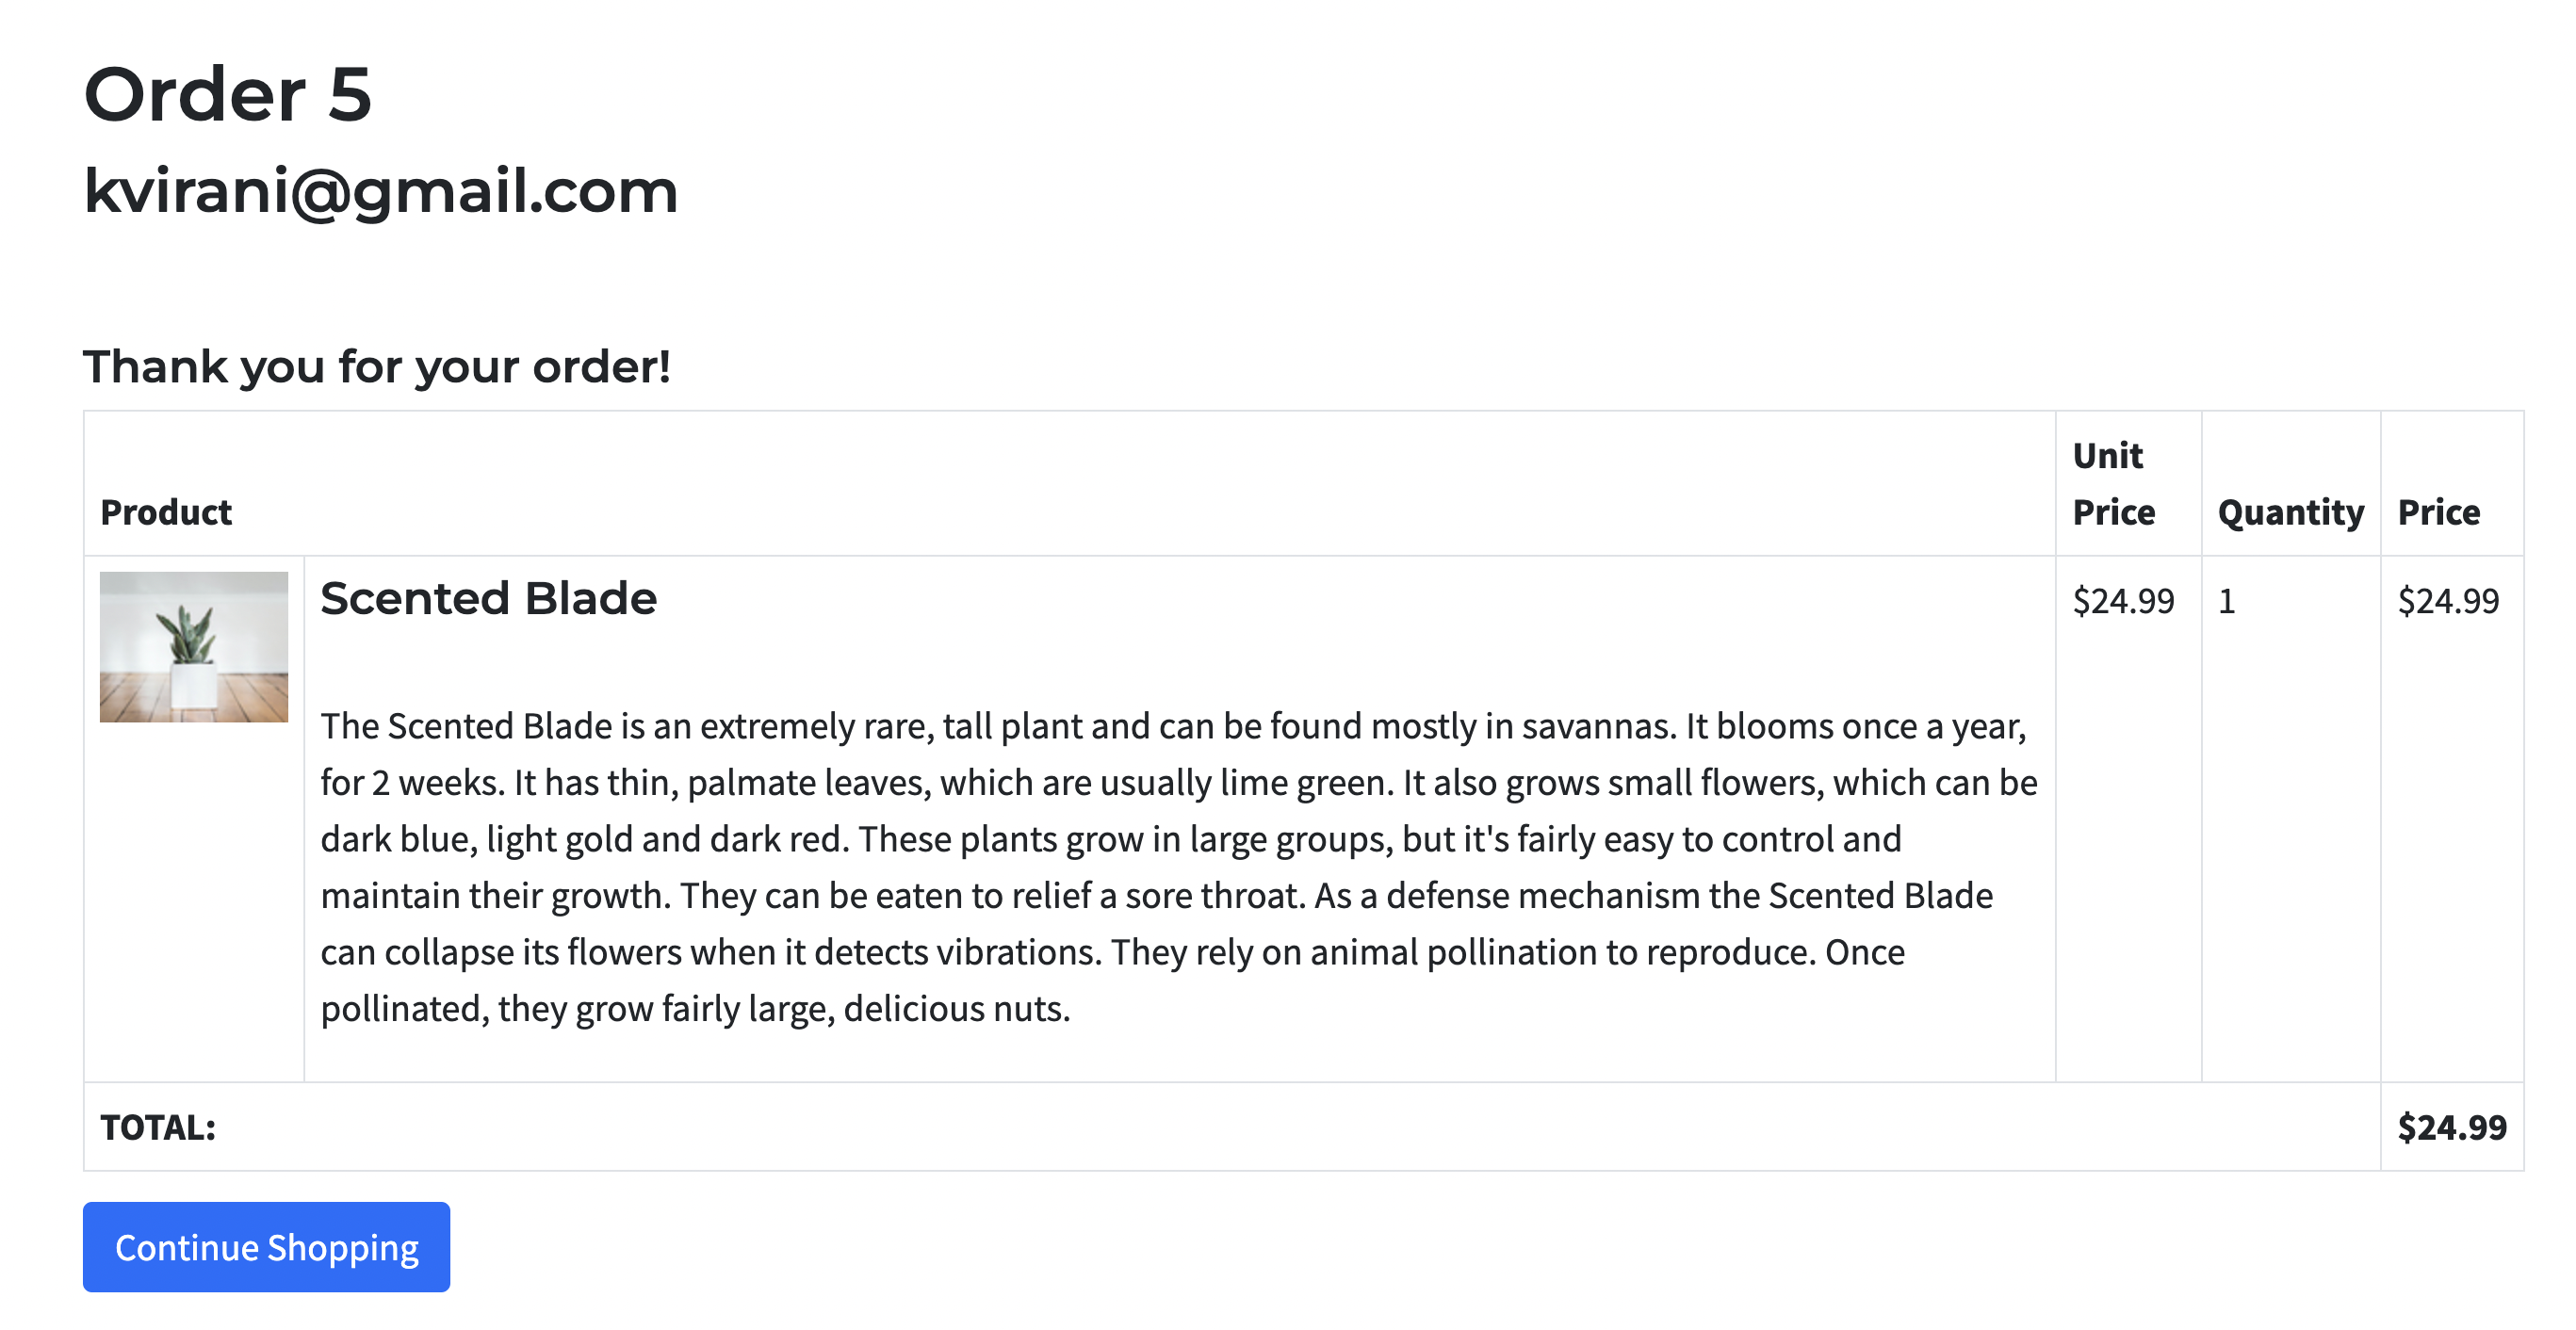 Order 5
kvirani@gmail.com
Thank you for your order!
Product
Unit
Price
Quantity
Price
Scented Blade
$24.99
1
$24.99
The Scented Blade is an extremely rare, tall plant and can be found mostly in savannas. It blooms once a year,
for 2 weeks. It has thin, palmate leaves, which are usually lime green. It also grows small flowers, which can be
dark blue, light gold and dark red. These plants grow in large groups, but it's fairly easy to control and
maintain their growth. They can be eaten to relief a sore throat. As a defense mechanism the Scented Blade
can collapse its flowers when it detects vibrations. They rely on animal pollination to reproduce. Once
pollinated, they grow fairly large, delicious nuts.
TOTAL:
$24.99
Continue Shopping